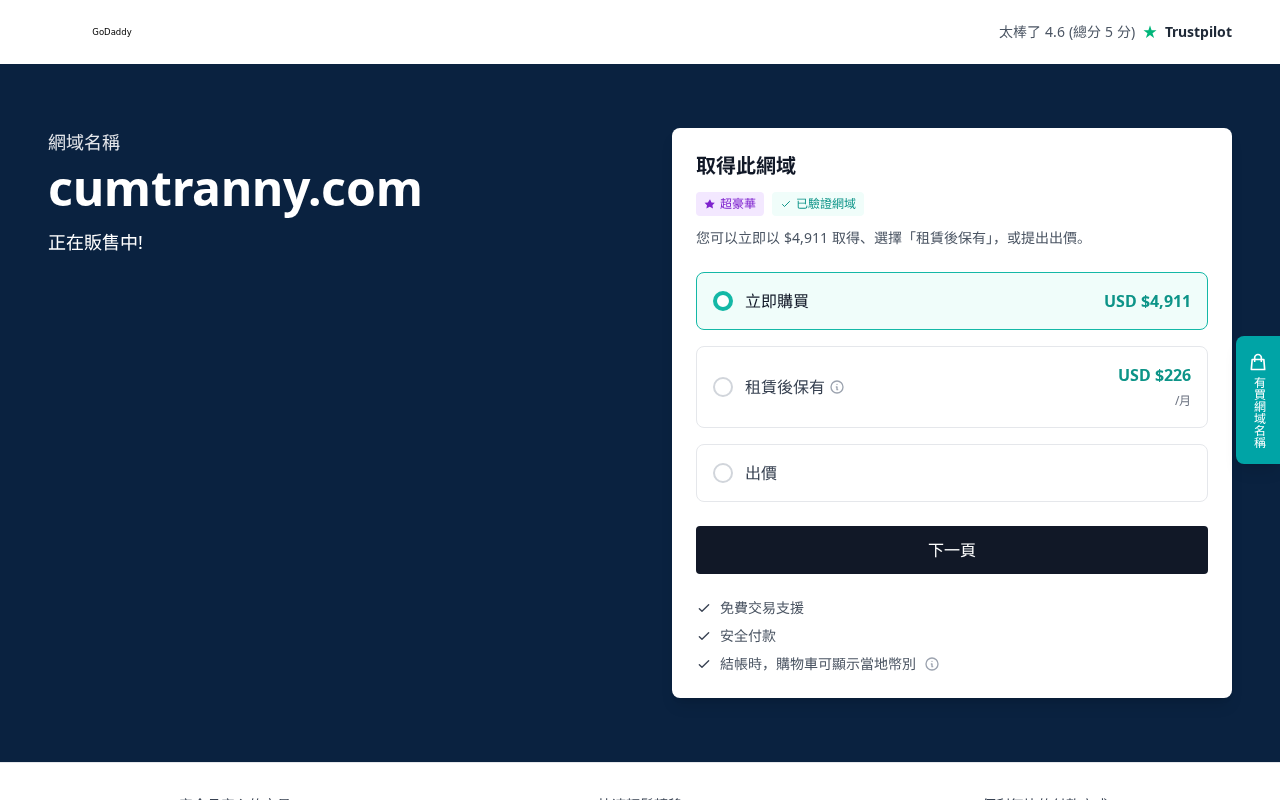 GoDaddy
太棒了 4.6 (總分 5 分) ★ Trustpilot
網域名稱
cumtranny.com
正在販售中!
取得此網域
超豪華
已驗證網域
您可以立即以 $4,911 取得、選擇「租賃後保有」，或提出出價。
立即購買
USD $4,911
租賃後保有
USD $226
/月
出價
下一頁
免費交易支援
安全付款
結帳時，購物車可顯示當地幣別
有買網域名稱